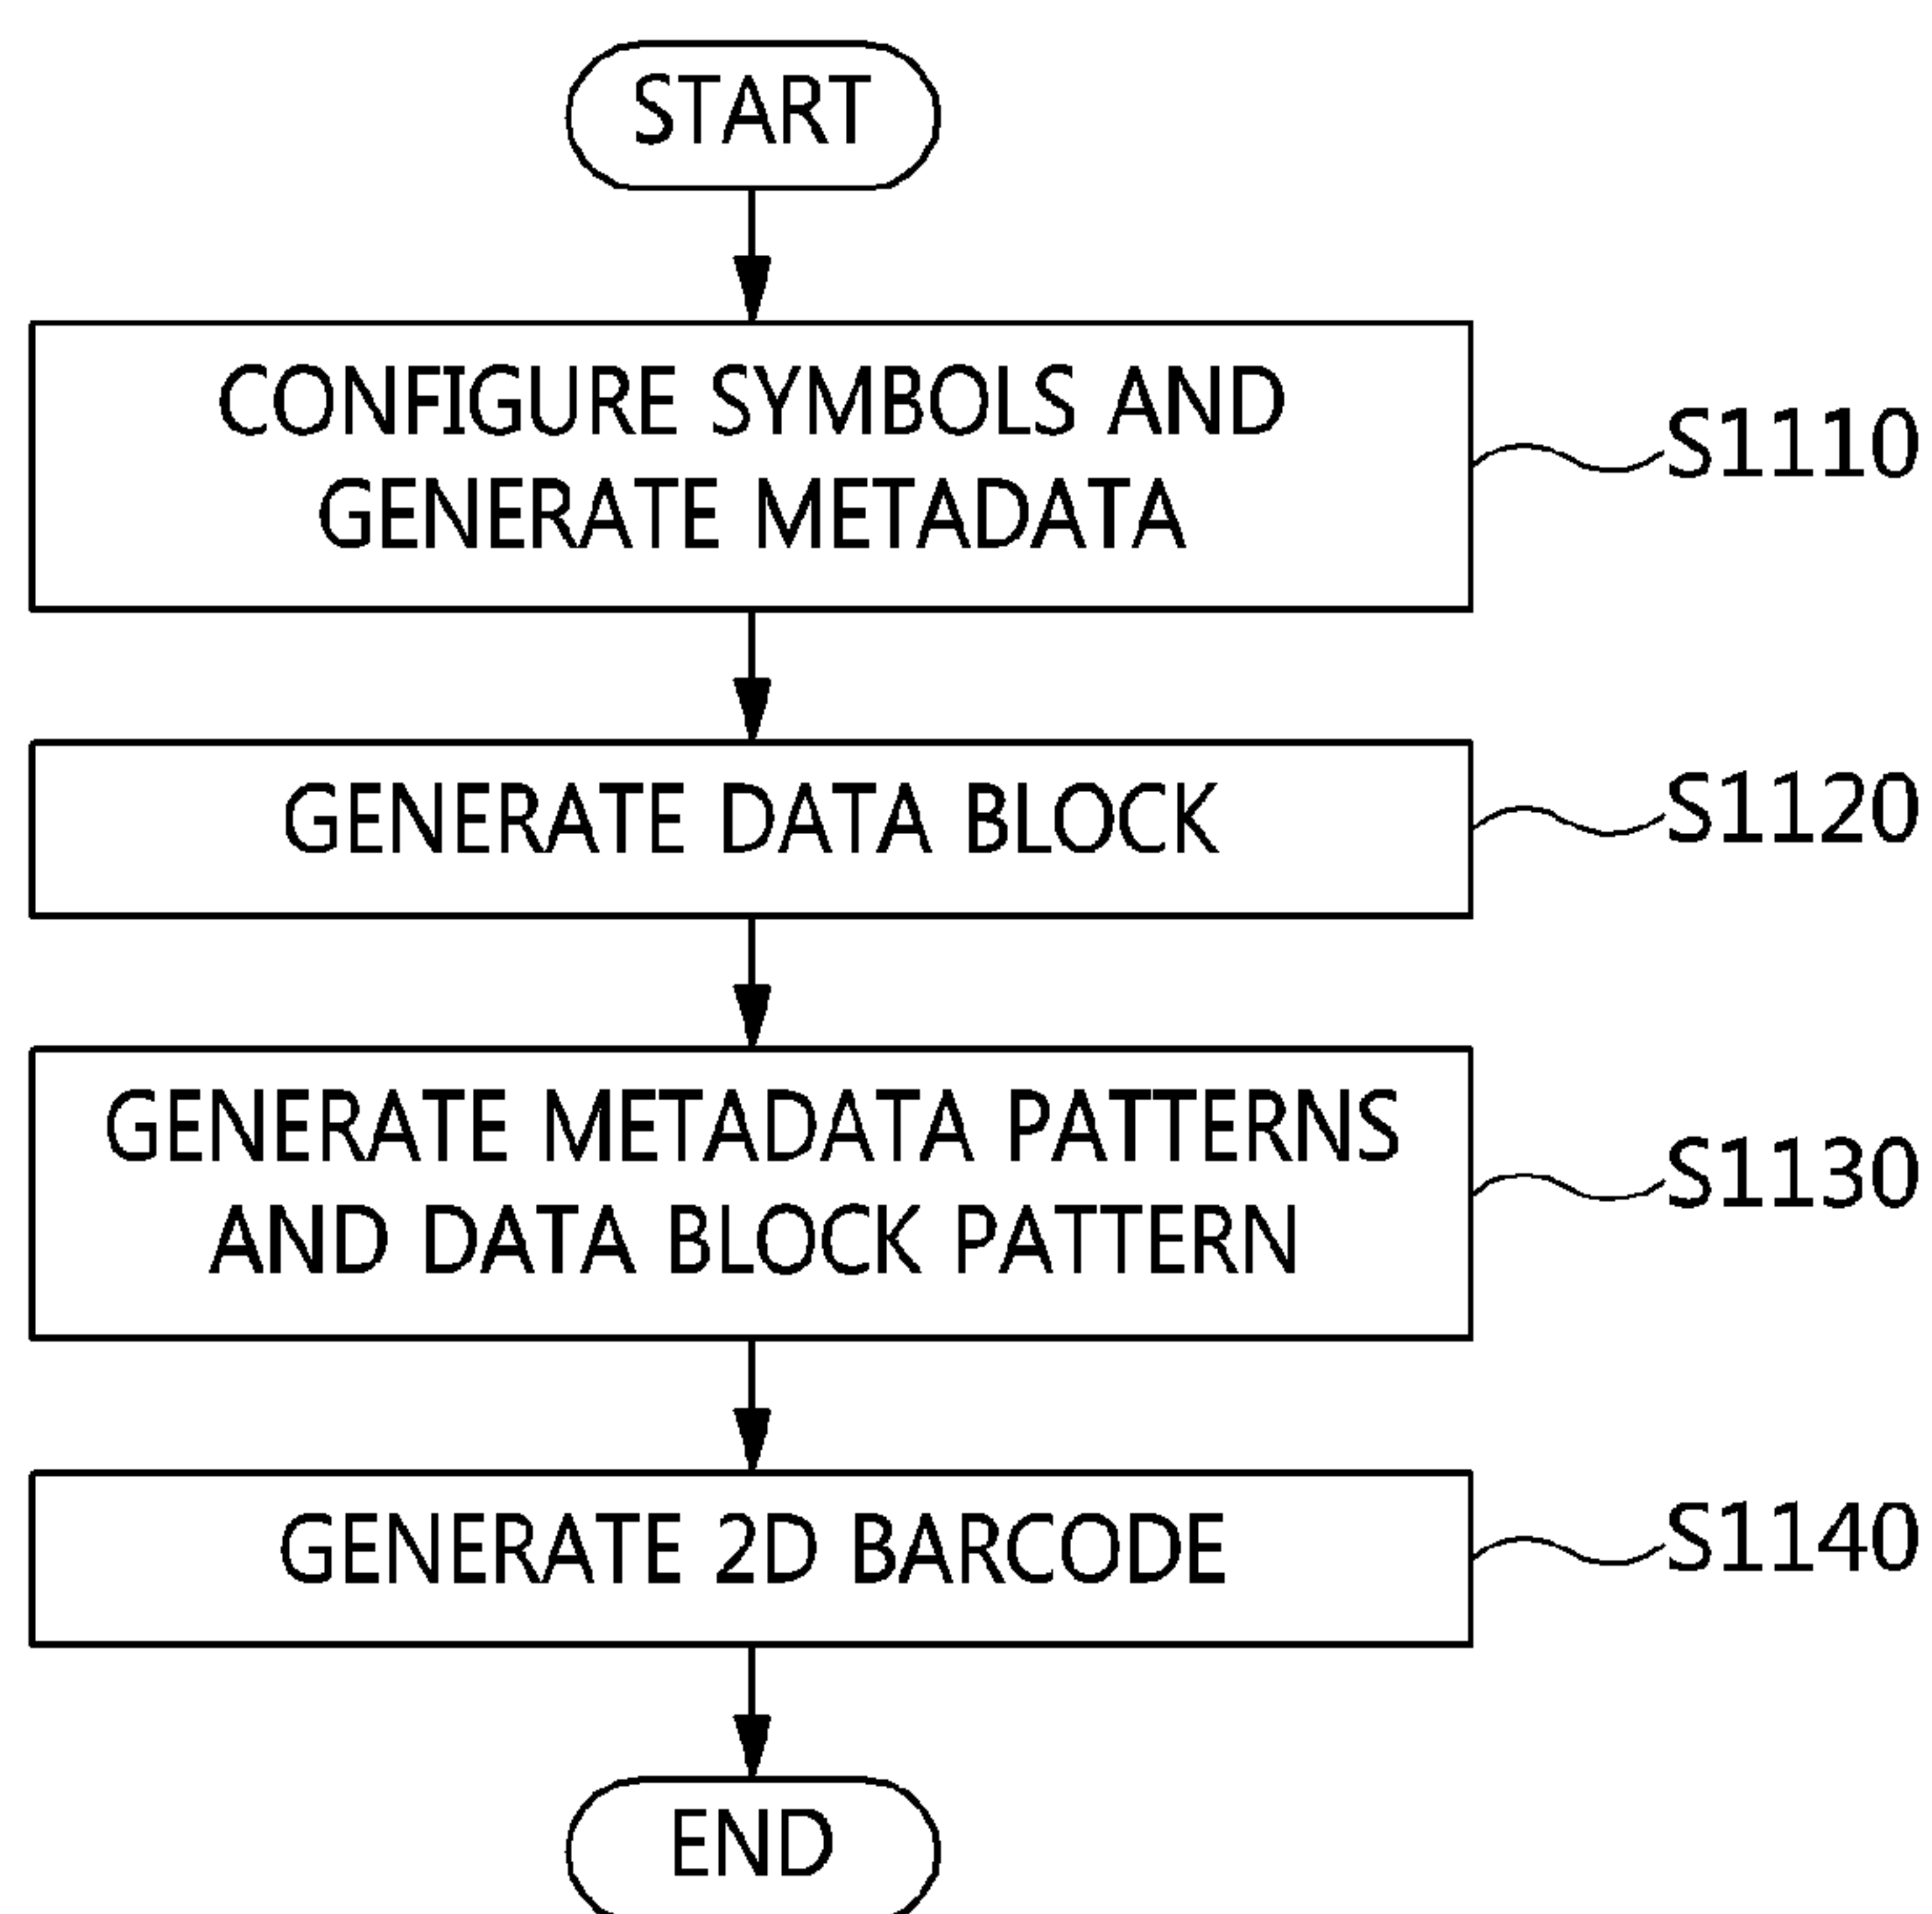 START
CONFIGURE SYMBOLS AND
GENERATE METADATA
S1110
GENERATE DATA BLOCK
S1120
GENERATE METADATA PATTERNS
AND DATA BLOCK PATTERN
S1130
GENERATE 2D BARCODE
S1140
END